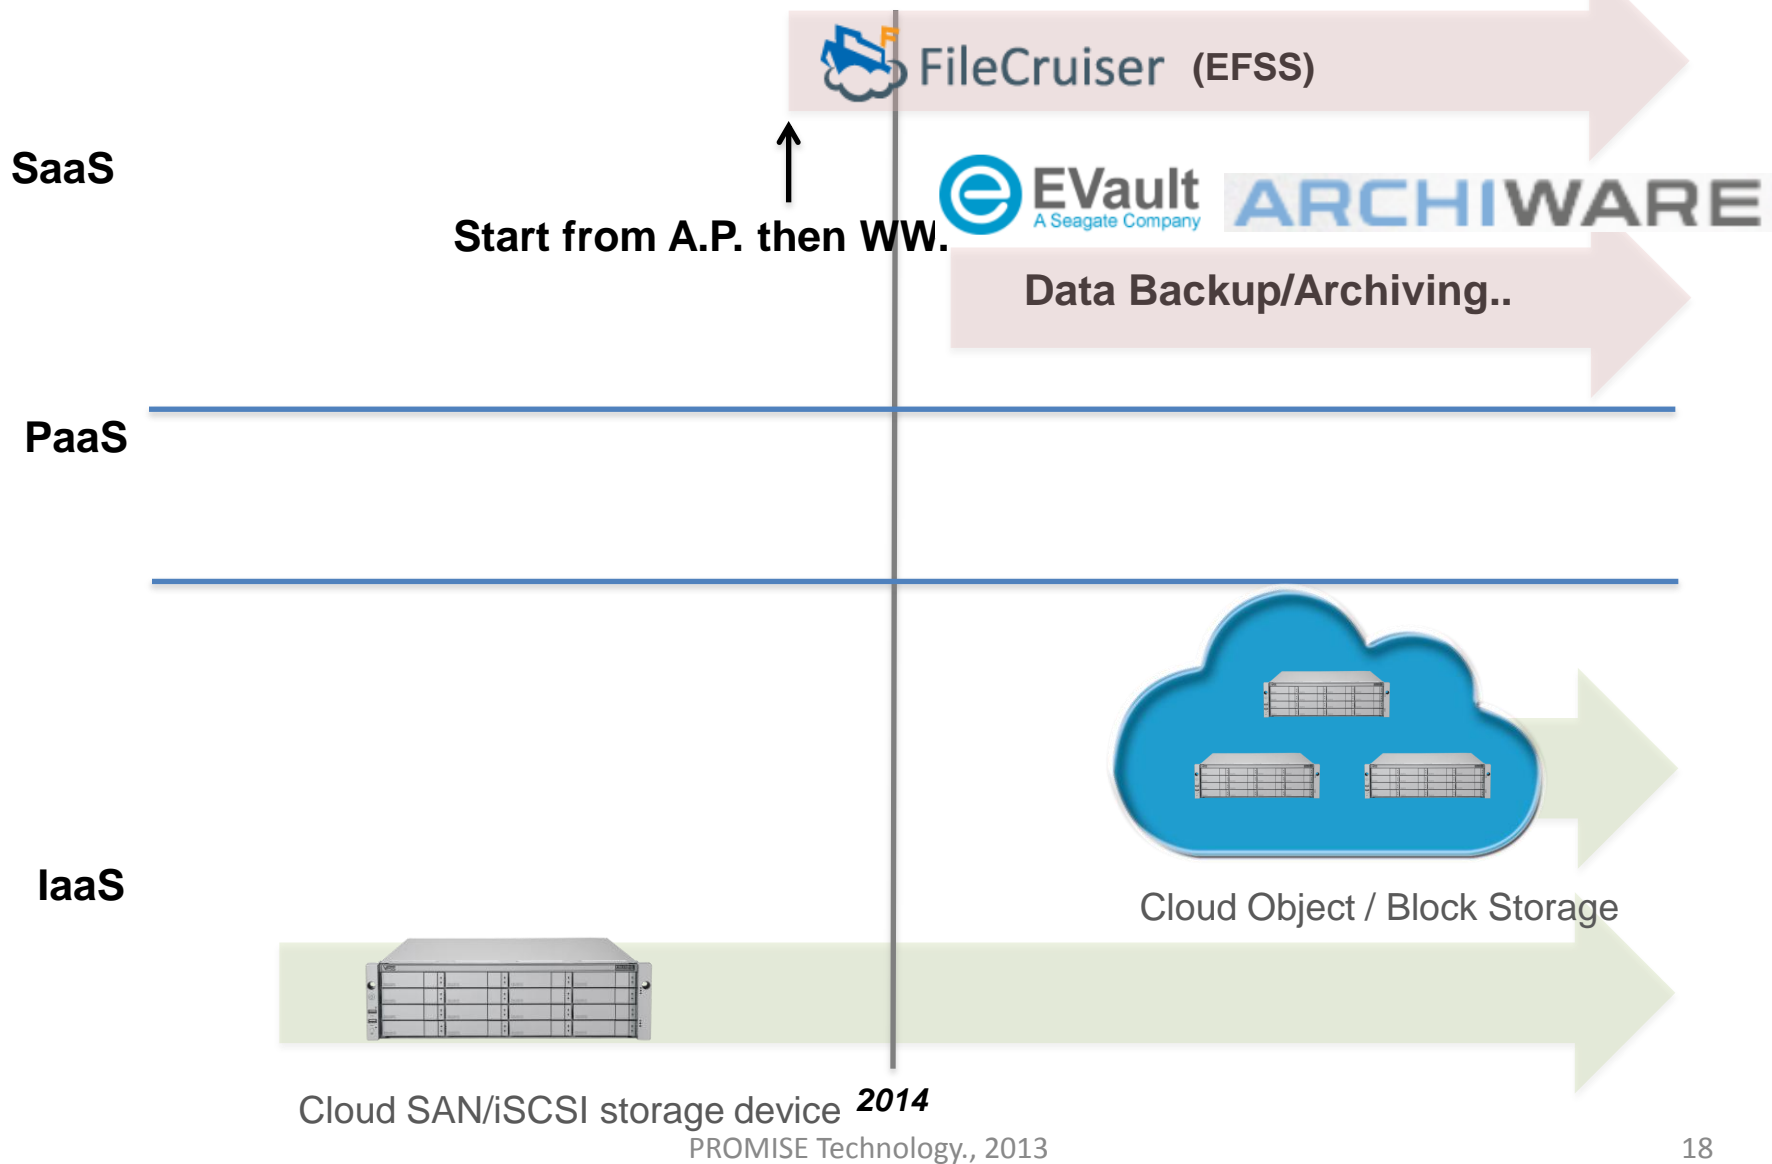 FileCruiser (EFSS)
SaaS
EVault
A Seagate Company
ARCHIWARE
Start from A.P. then WW.
Data Backup/Archiving..
PaaS
IaaS
Cloud Object / Block Storage
Cloud SAN/iSCSI storage device
2014
PROMISE Technology., 2013
18